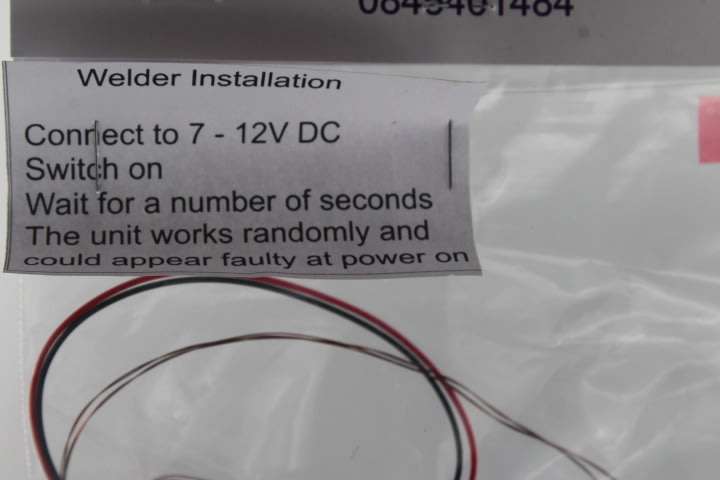 Welder Installation
Connect to 7 - 12V DC
Switch on
Wait for a number of seconds
The unit works randomly and
could appear faulty at power on